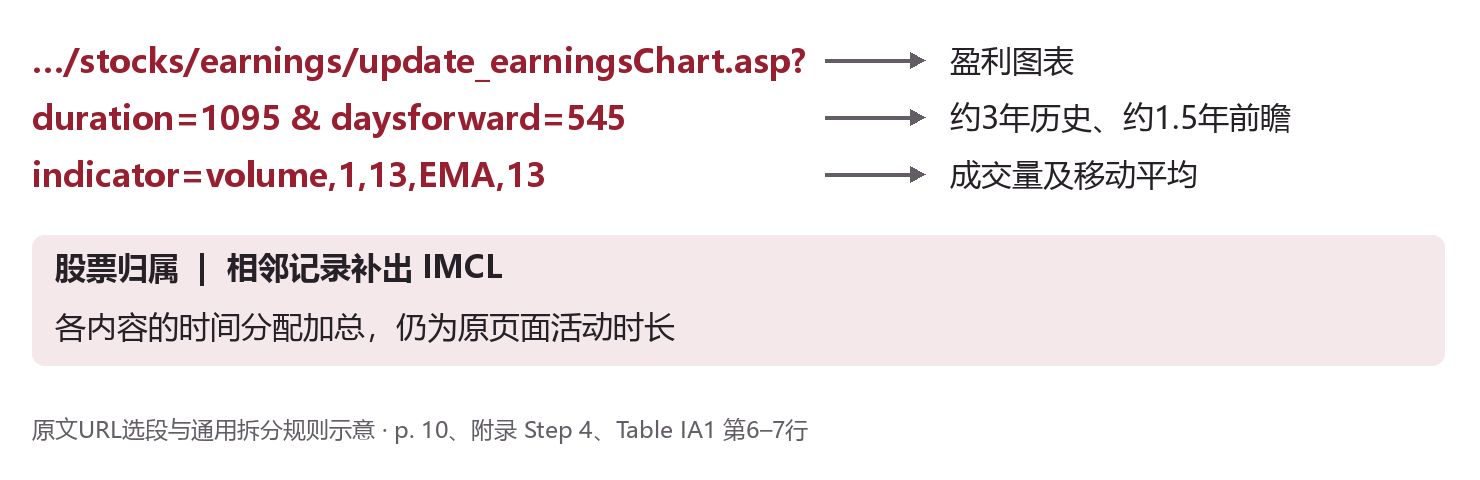 .../stocks/earnings/update_earningsChart.asp? 盈利图表
duration=1095 & daysforward=545 约3年历史、约1.5年前瞻
indicator=volume,1,13,EMA,13 成交量及移动平均
股票归属 | 相邻记录补出 IMCL
各内容的时间分配加总，仍为原页面活动时长
原文URL选段与通用拆分规则示意 · p. 10、附录 Step 4、Table IA1 第6–7行